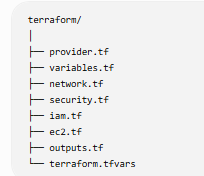 terraform/
│
├── provider.tf
├── variables.tf
├── network.tf
├── security.tf
├── iam.tf
├── ec2.tf
├── outputs.tf
└── terraform.tfvars